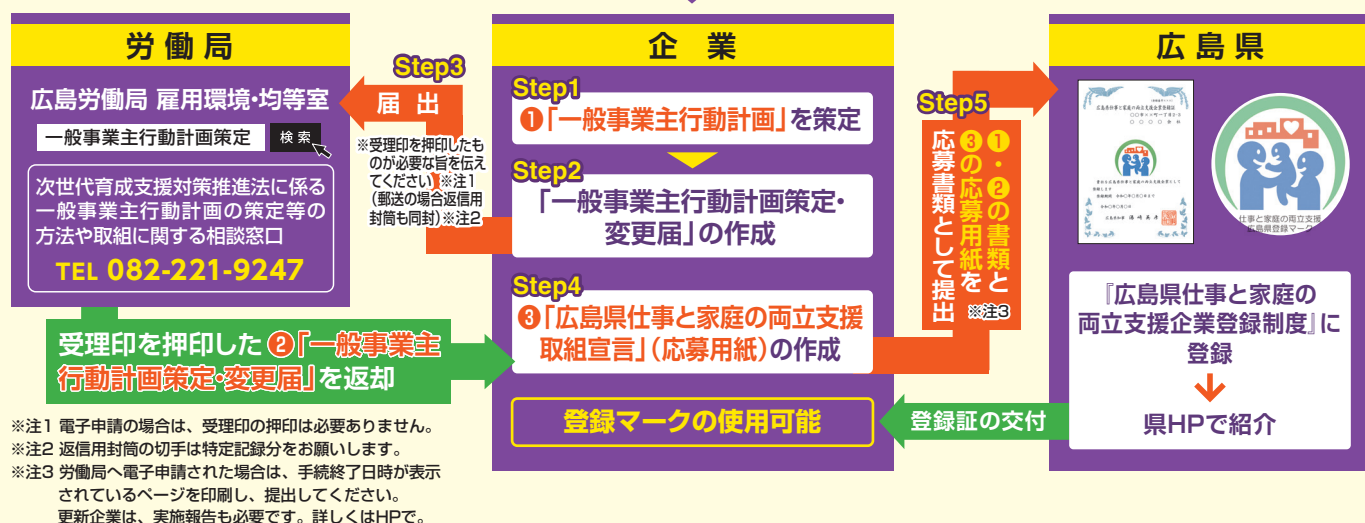 労働局
広島労働局 雇用環境・均等室
一般事業主行動計画策定 検索
次世代育成支援対策推進法に係る
一般事業主行動計画の策定等の
方法や取組に関する相談窓口
TEL 082-221-9247
Step3
届出
※受理印を押印したも
のが必要な旨を伝え
てください ※注1
(郵送の場合返信用
封筒も同封)※注2
企業
Step1
❶「一般事業主行動計画」を策定
Step2
「一般事業主行動計画策定・
変更届」の作成
Step4
❸「広島県仕事と家庭の両立支援
取組宣言」(応募用紙)の作成
登録マークの使用可能
受理印を押印した❷「一般事業主
行動計画策定・変更届」を返却
Step5
❶・❷の書類と
❸の応募用紙を
応募書類として提出
※注3
広島県
仕事と家庭の両立支援
広島県登録マーク
『広島県仕事と家庭の
両立支援企業登録制度』に
登録
県HPで紹介
登録証の交付
※注1 電子申請の場合は、受理印の押印は必要ありません。
※注2 返信用封筒の切手は特定記録分をお願いします。
※注3 労働局へ電子申請された場合は、手続終了日時が表示
されているページを印刷し、提出してください。
更新企業は、実施報告も必要です。詳しくはHPで。